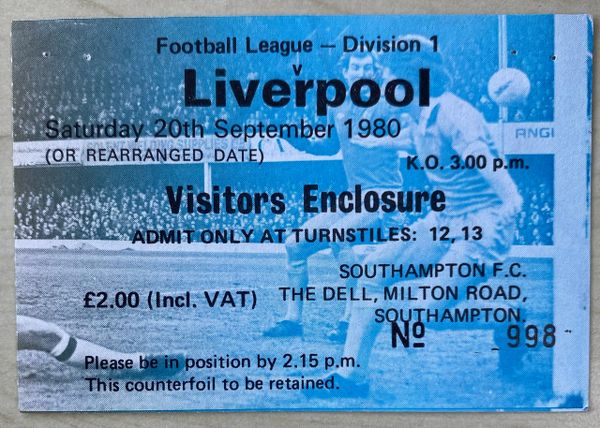 Football League — Division 1
v
Liverpool
Saturday 20th September 1980
(OR REARRANGED DATE)
K.O. 3.00 p.m.
ANGI
Visitors Enclosure
ADMIT ONLY AT TURNSTILES: 12, 13
SOUTHAMPTON F.C.
£2.00 (Incl. VAT)
THE DELL, MILTON ROAD,
SOUTHAMPTON.
Nº 998
Please be in position by 2.15 p.m.
This counterfoil to be retained.